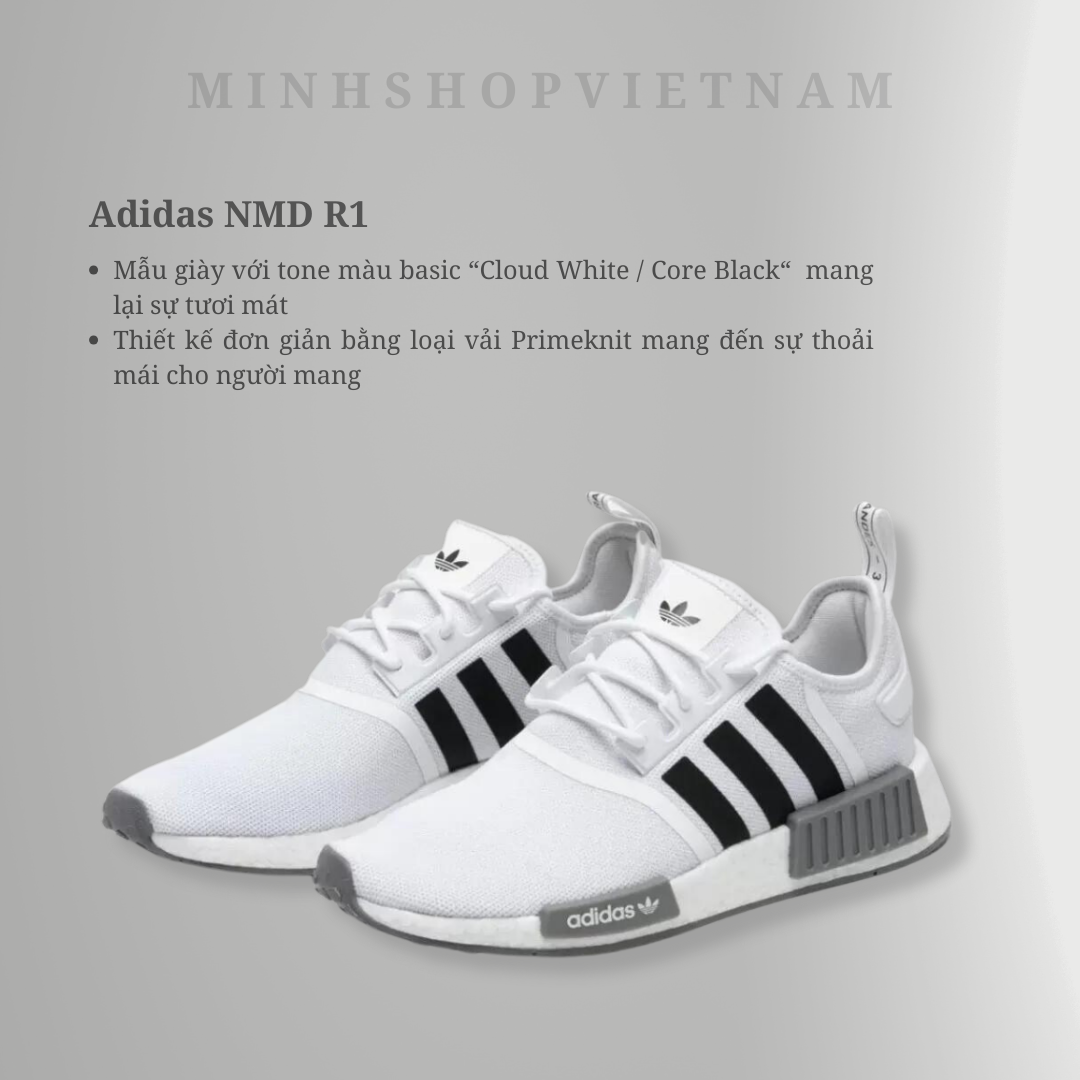 MINHSHOPVIETNAM
Adidas NMD R1
• Mẫu giày với tone màu basic “Cloud White / Core Black“ mang
lại sự tươi mát
• Thiết kế đơn giản bằng loại vải Primeknit mang đến sự thoải
mái cho người mang
adidas